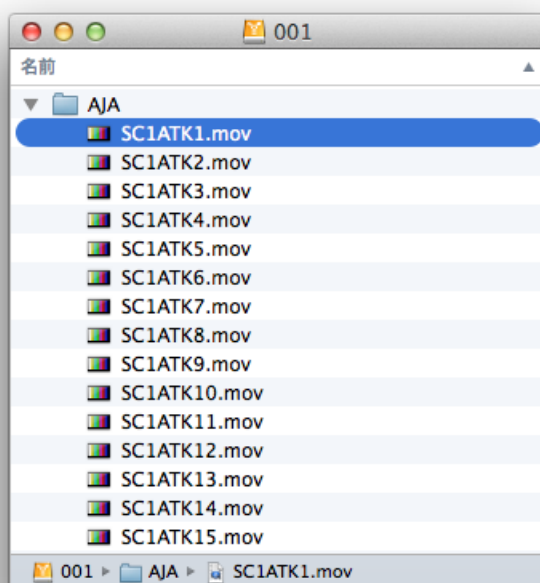 001
名前
AJA
SC1ATK1.mov
SC1ATK2.mov
SC1ATK3.mov
SC1ATK4.mov
SC1ATK5.mov
SC1ATK6.mov
SC1ATK7.mov
SC1ATK8.mov
SC1ATK9.mov
SC1ATK10.mov
SC1ATK11.mov
SC1ATK12.mov
SC1ATK13.mov
SC1ATK14.mov
SC1ATK15.mov
001 ▸ AJA ▸ SC1ATK1.mov